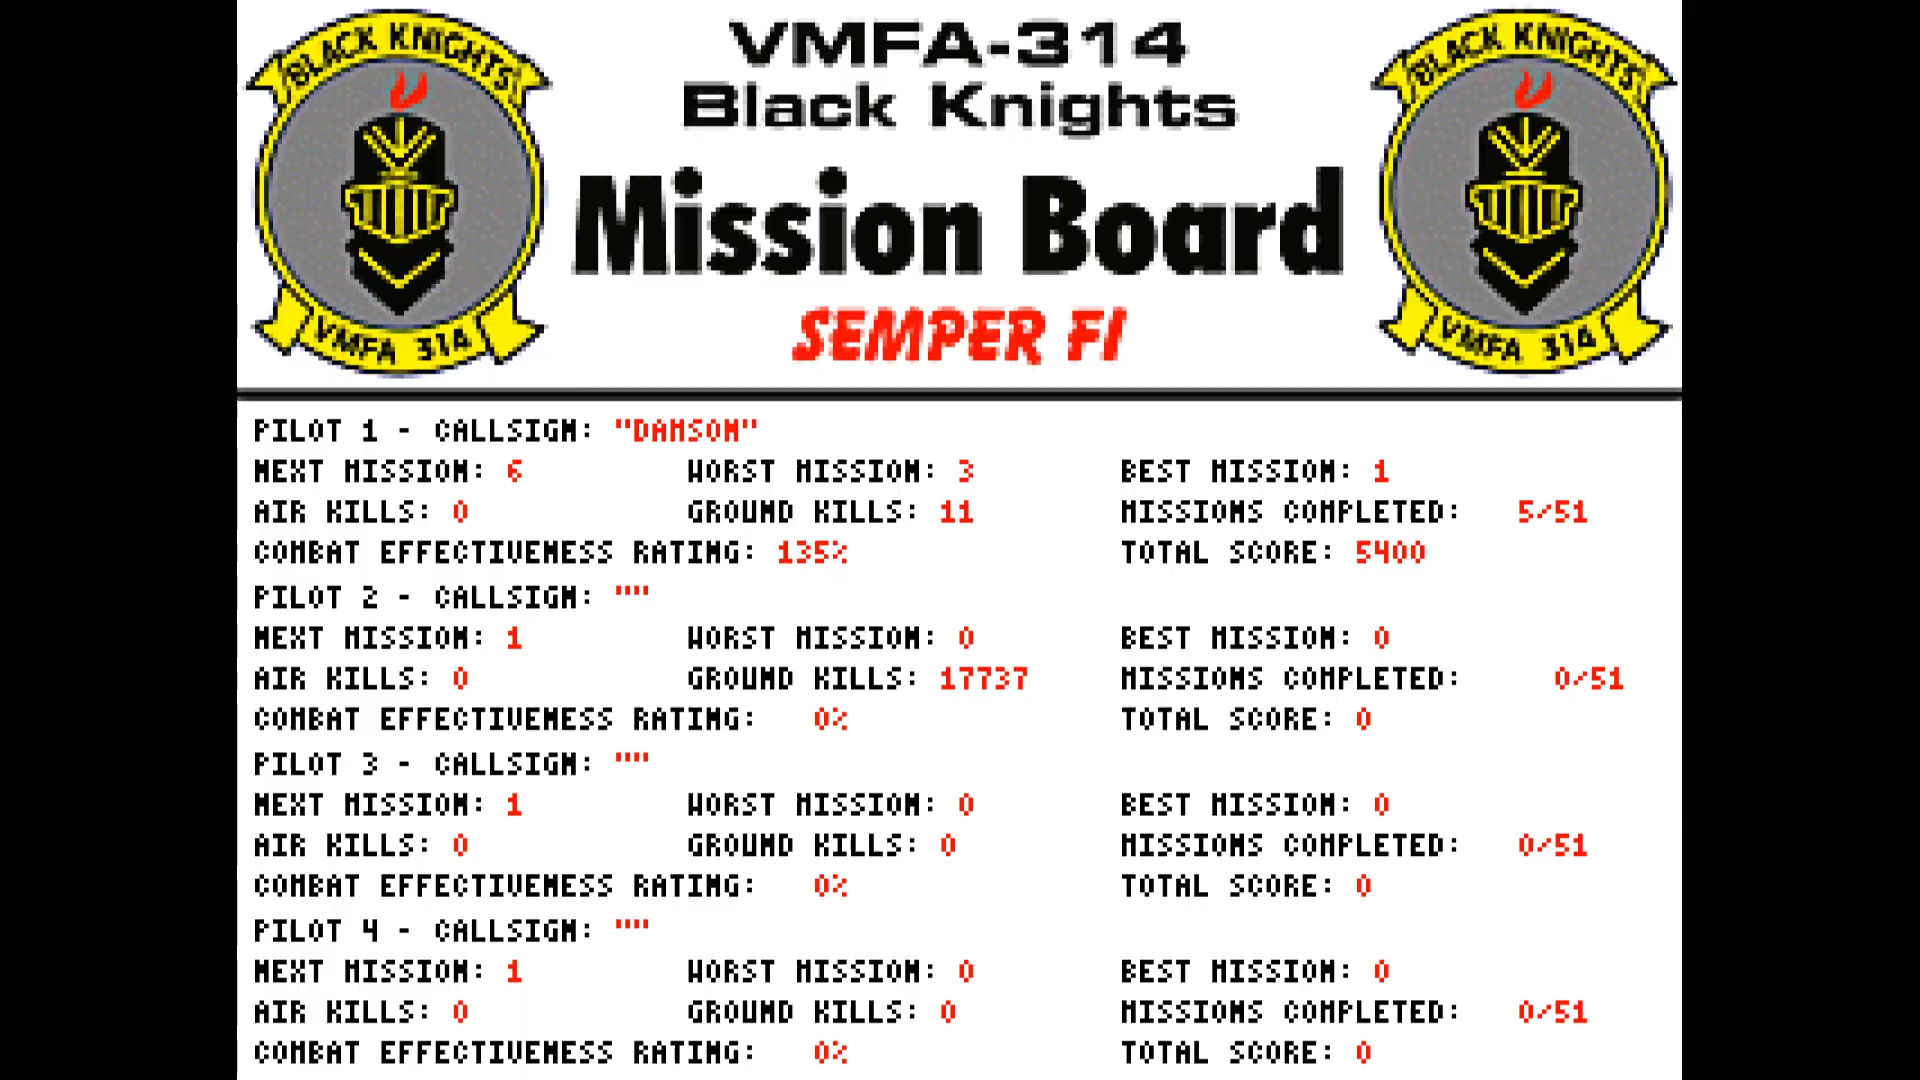 BLACK KNIGHTS
VMFA 314
VMFA-314
Black Knights
Mission Board
SEMPER FI
BLACK KNIGHTS
VMFA 314
PILOT 1 - CALLSIGN: "DAMSON"
NEXT MISSION: 6 WORST MISSION: 3 BEST MISSION: 1
AIR KILLS: 0 GROUND KILLS: 11 MISSIONS COMPLETED: 5/51
COMBAT EFFECTIVENESS RATING: 135% TOTAL SCORE: 5400
PILOT 2 - CALLSIGN: ""
NEXT MISSION: 1 WORST MISSION: 0 BEST MISSION: 0
AIR KILLS: 0 GROUND KILLS: 17737 MISSIONS COMPLETED: 0/51
COMBAT EFFECTIVENESS RATING: 0% TOTAL SCORE: 0
PILOT 3 - CALLSIGN: ""
NEXT MISSION: 1 WORST MISSION: 0 BEST MISSION: 0
AIR KILLS: 0 GROUND KILLS: 0 MISSIONS COMPLETED: 0/51
COMBAT EFFECTIVENESS RATING: 0% TOTAL SCORE: 0
PILOT 4 - CALLSIGN: ""
NEXT MISSION: 1 WORST MISSION: 0 BEST MISSION: 0
AIR KILLS: 0 GROUND KILLS: 0 MISSIONS COMPLETED: 0/51
COMBAT EFFECTIVENESS RATING: 0% TOTAL SCORE: 0